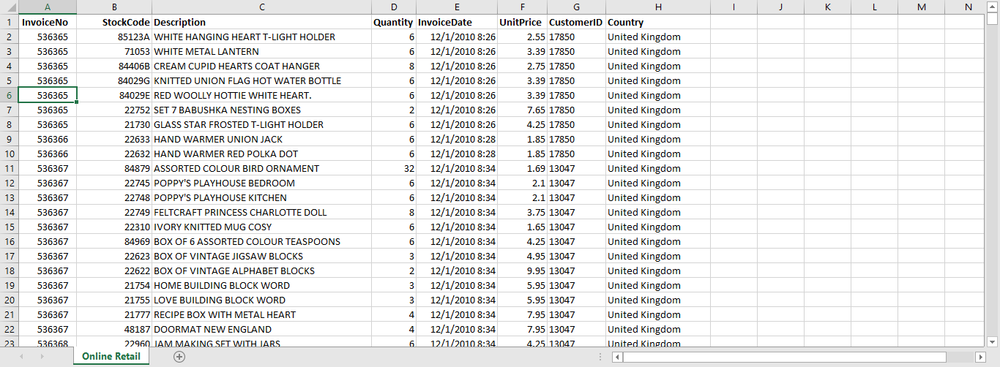 A B C D E F G H I J K L M N
1 InvoiceNo StockCode Description Quantity InvoiceDate UnitPrice CustomerID Country
2 536365 85123A WHITE HANGING HEART T-LIGHT HOLDER 6 12/1/2010 8:26 2.55 17850 United Kingdom
3 536365 71053 WHITE METAL LANTERN 6 12/1/2010 8:26 3.39 17850 United Kingdom
4 536365 84406B CREAM CUPID HEARTS COAT HANGER 8 12/1/2010 8:26 2.75 17850 United Kingdom
5 536365 84029G KNITTED UNION FLAG HOT WATER BOTTLE 6 12/1/2010 8:26 3.39 17850 United Kingdom
6 536365 84029E RED WOOLLY HOTTIE WHITE HEART. 6 12/1/2010 8:26 3.39 17850 United Kingdom
7 536365 22752 SET 7 BABUSHKA NESTING BOXES 2 12/1/2010 8:26 7.65 17850 United Kingdom
8 536365 21730 GLASS STAR FROSTED T-LIGHT HOLDER 6 12/1/2010 8:26 4.25 17850 United Kingdom
9 536366 22633 HAND WARMER UNION JACK 6 12/1/2010 8:28 1.85 17850 United Kingdom
10 536366 22632 HAND WARMER RED POLKA DOT 6 12/1/2010 8:28 1.85 17850 United Kingdom
11 536367 84879 ASSORTED COLOUR BIRD ORNAMENT 32 12/1/2010 8:34 1.69 13047 United Kingdom
12 536367 22745 POPPY'S PLAYHOUSE BEDROOM 6 12/1/2010 8:34 2.1 13047 United Kingdom
13 536367 22748 POPPY'S PLAYHOUSE KITCHEN 6 12/1/2010 8:34 2.1 13047 United Kingdom
14 536367 22749 FELTCRAFT PRINCESS CHARLOTTE DOLL 8 12/1/2010 8:34 3.75 13047 United Kingdom
15 536367 22310 IVORY KNITTED MUG COSY 6 12/1/2010 8:34 1.65 13047 United Kingdom
16 536367 84969 BOX OF 6 ASSORTED COLOUR TEASPOONS 6 12/1/2010 8:34 4.25 13047 United Kingdom
17 536367 22623 BOX OF VINTAGE JIGSAW BLOCKS 3 12/1/2010 8:34 4.95 13047 United Kingdom
18 536367 22622 BOX OF VINTAGE ALPHABET BLOCKS 2 12/1/2010 8:34 9.95 13047 United Kingdom
19 536367 21754 HOME BUILDING BLOCK WORD 3 12/1/2010 8:34 5.95 13047 United Kingdom
20 536367 21755 LOVE BUILDING BLOCK WORD 3 12/1/2010 8:34 5.95 13047 United Kingdom
21 536367 21777 RECIPE BOX WITH METAL HEART 4 12/1/2010 8:34 7.95 13047 United Kingdom
22 536367 48187 DOORMAT NEW ENGLAND 4 12/1/2010 8:34 7.95 13047 United Kingdom
23 536368 22960 JAM MAKING SET WITH JARS 6 12/1/2010 8:34 4.25 13047 United Kingdom
Online Retail